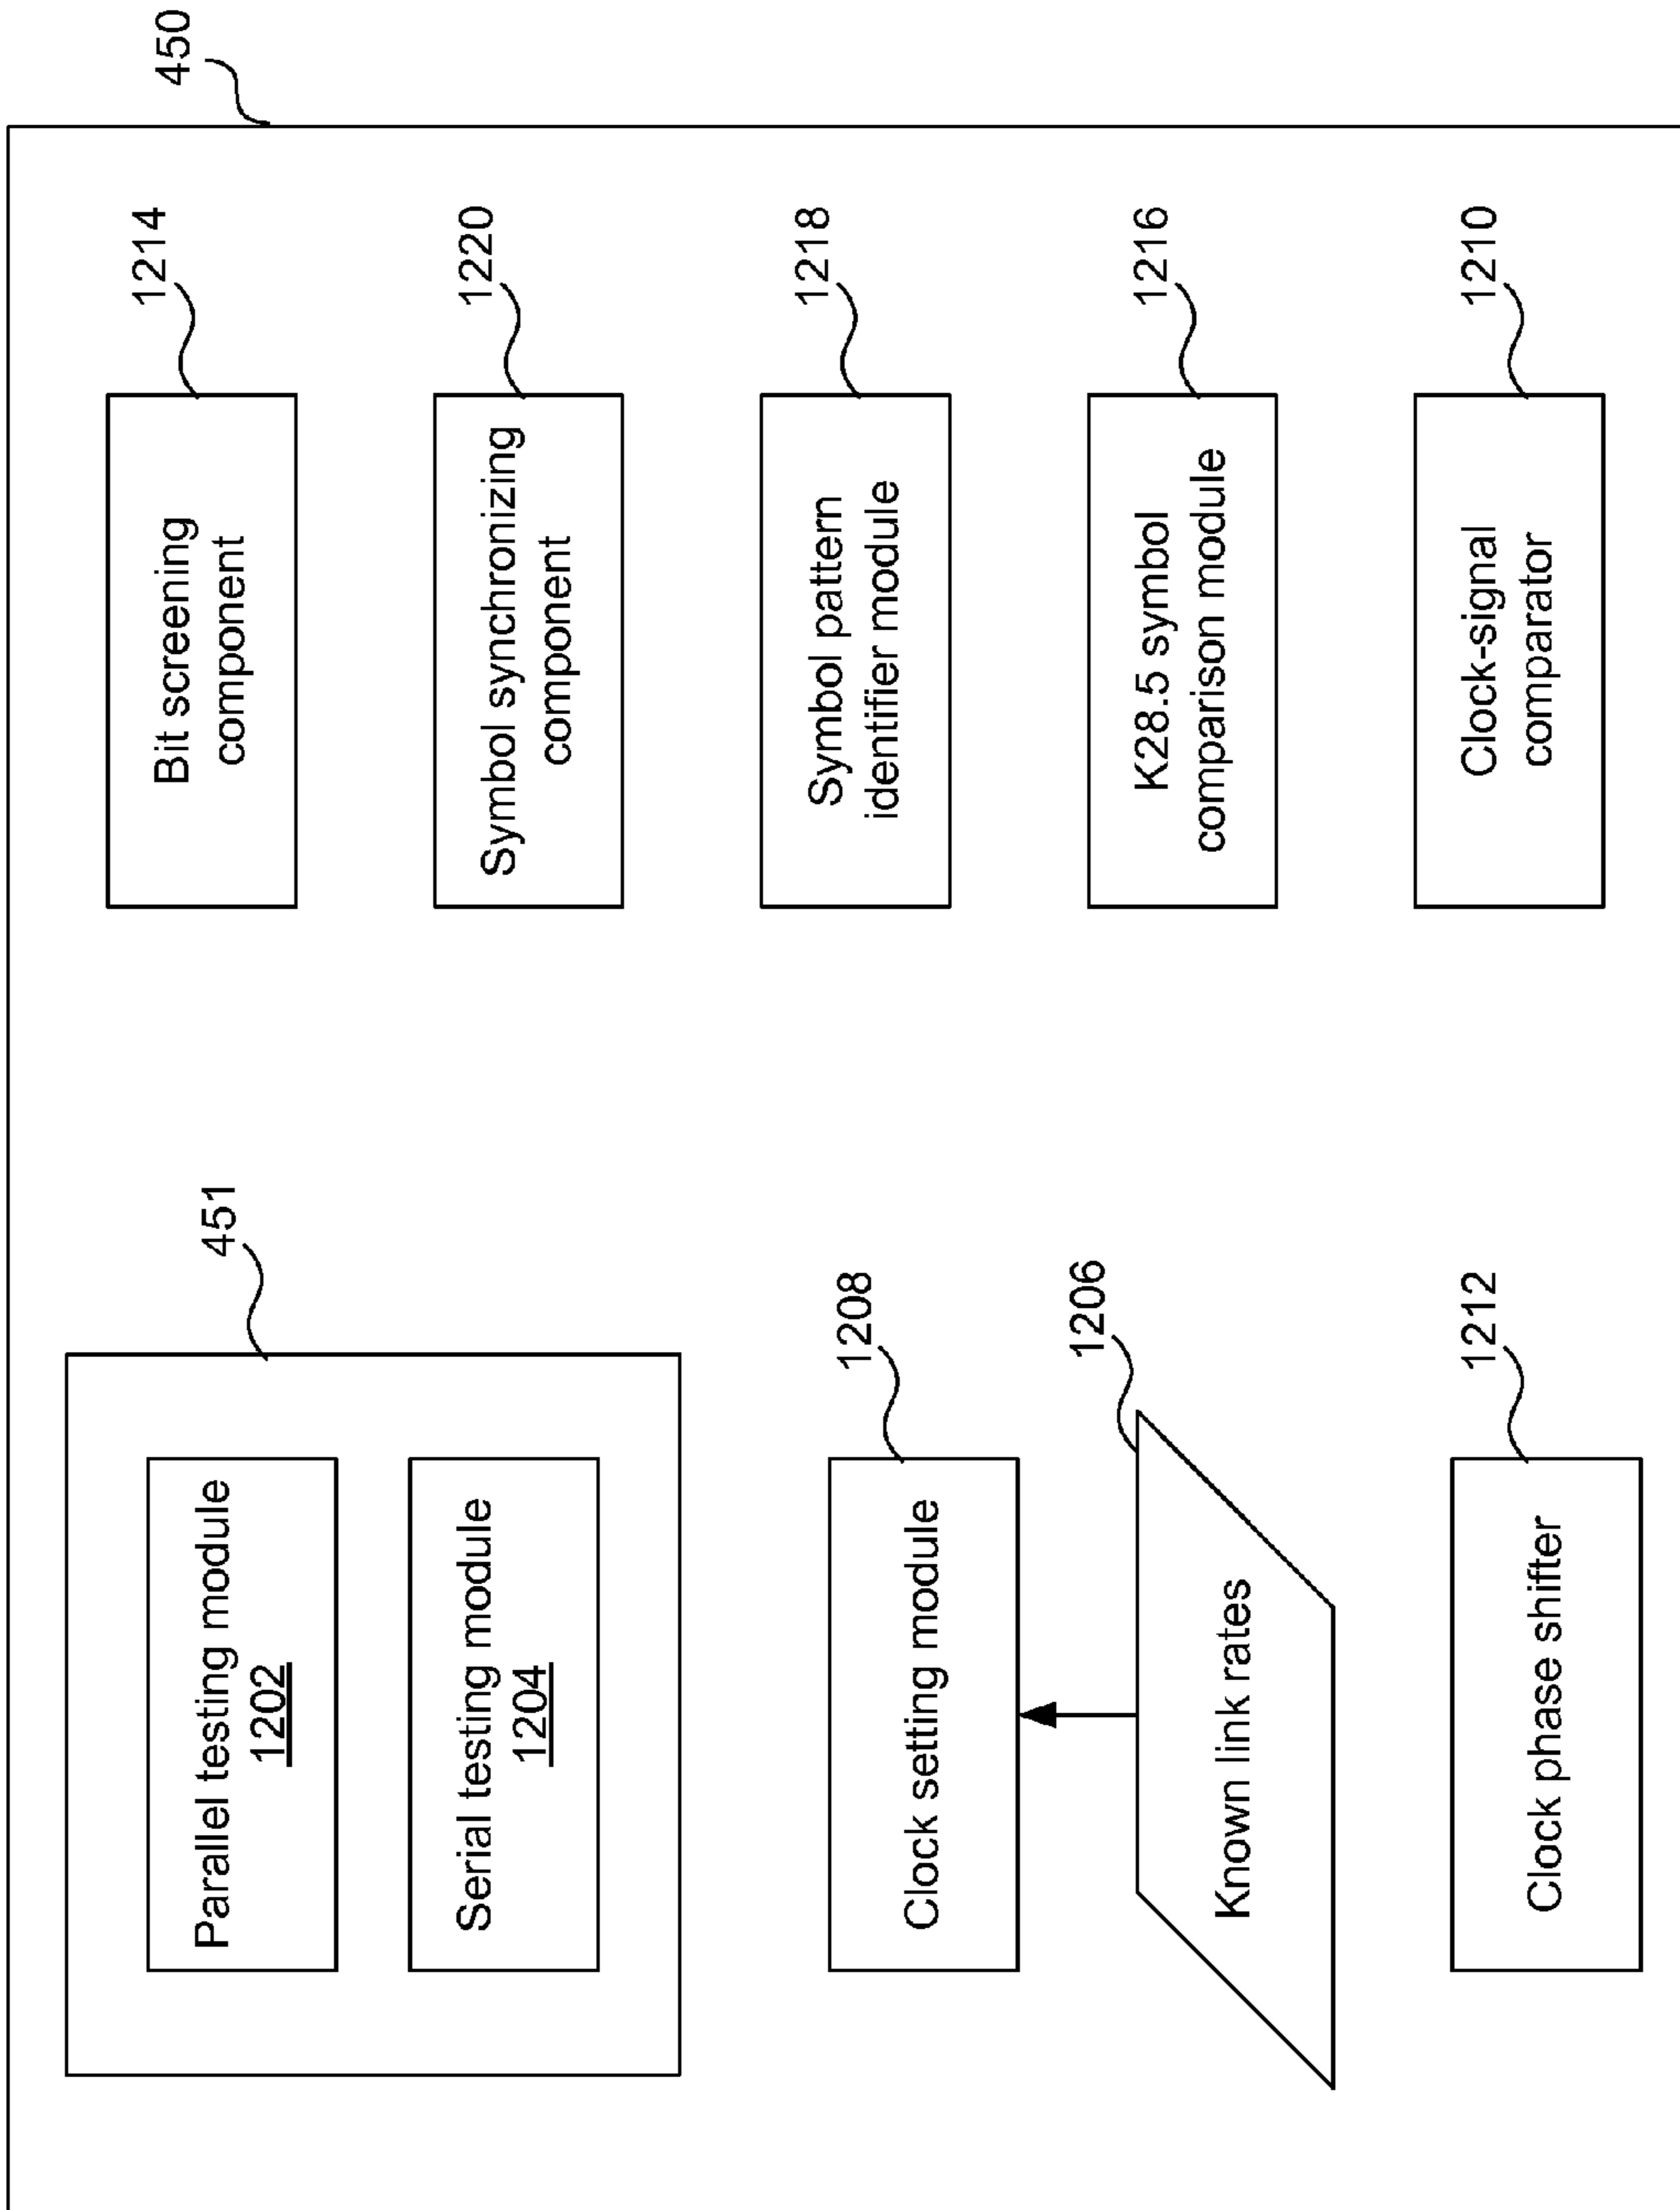 450
451
Parallel testing module
1202
Serial testing module
1204
1208
Clock setting module
1206
Known link rates
1212
Clock phase shifter
1214
Bit screening
component
1220
Symbol synchronizing
component
1218
Symbol pattern
identifier module
1216
K28.5 symbol
comparison module
1210
Clock-signal
comparator